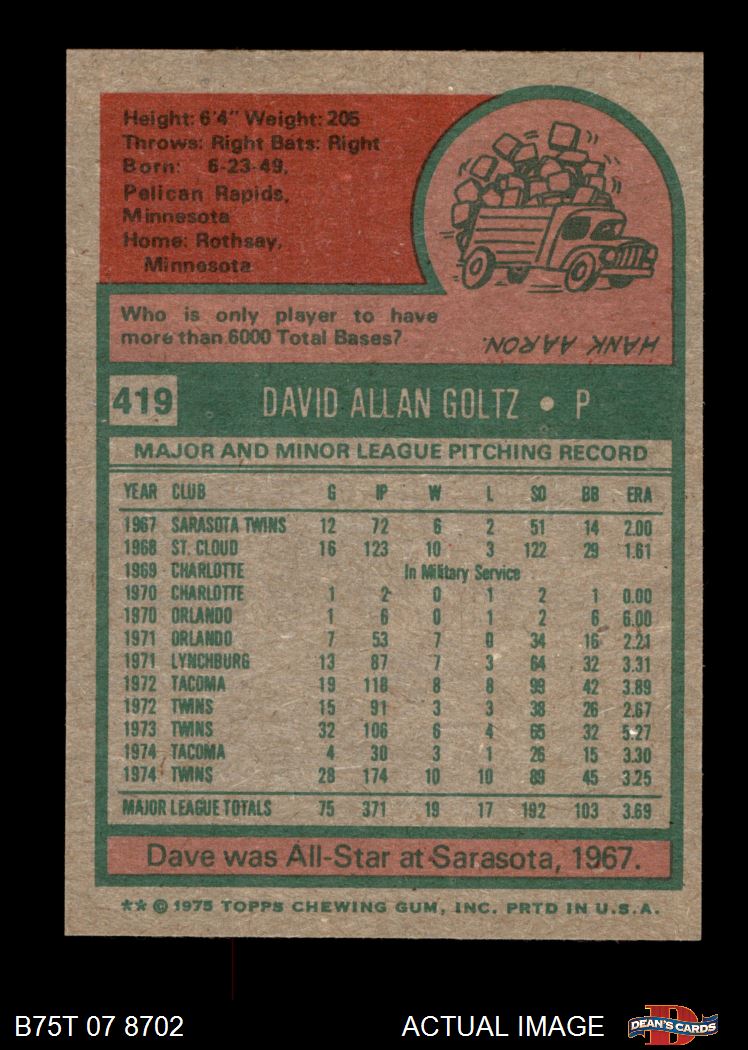 Height: 6'4" Weight: 205
Throws: Right Bats: Right
Born: 6-23-49,
Pelican Rapids,
Minnesota
Home: Rothsay,
Minnesota
Who is only player to have
more than 6000 Total Bases?
HANK AARON.
419 DAVID ALLAN GOLTZ • P
MAJOR AND MINOR LEAGUE PITCHING RECORD
YEAR CLUB G IP W L SO BB ERA
1967 SARASOTA TWINS 12 72 6 2 51 14 2.00
1968 ST. CLOUD 16 123 10 3 122 29 1.61
1969 CHARLOTTE In Military Service
1970 CHARLOTTE 1 2 0 1 2 1 0.00
1970 ORLANDO 1 6 0 1 2 6 6.00
1971 ORLANDO 7 53 7 0 34 16 2.21
1971 LYNCHBURG 13 87 7 3 64 32 3.31
1972 TACOMA 19 118 8 8 99 42 3.89
1972 TWINS 15 91 3 3 38 26 2.67
1973 TWINS 32 106 6 4 65 32 5.27
1974 TACOMA 4 30 3 1 26 15 3.30
1974 TWINS 28 174 10 10 89 45 3.25
MAJOR LEAGUE TOTALS 75 371 19 17 192 103 3.69
Dave was All-Star at Sarasota, 1967.
** © 1975 TOPPS CHEWING GUM, INC. PRTD IN U.S.A.
B75T 07 8702 ACTUAL IMAGE D DEAN'S CARDS